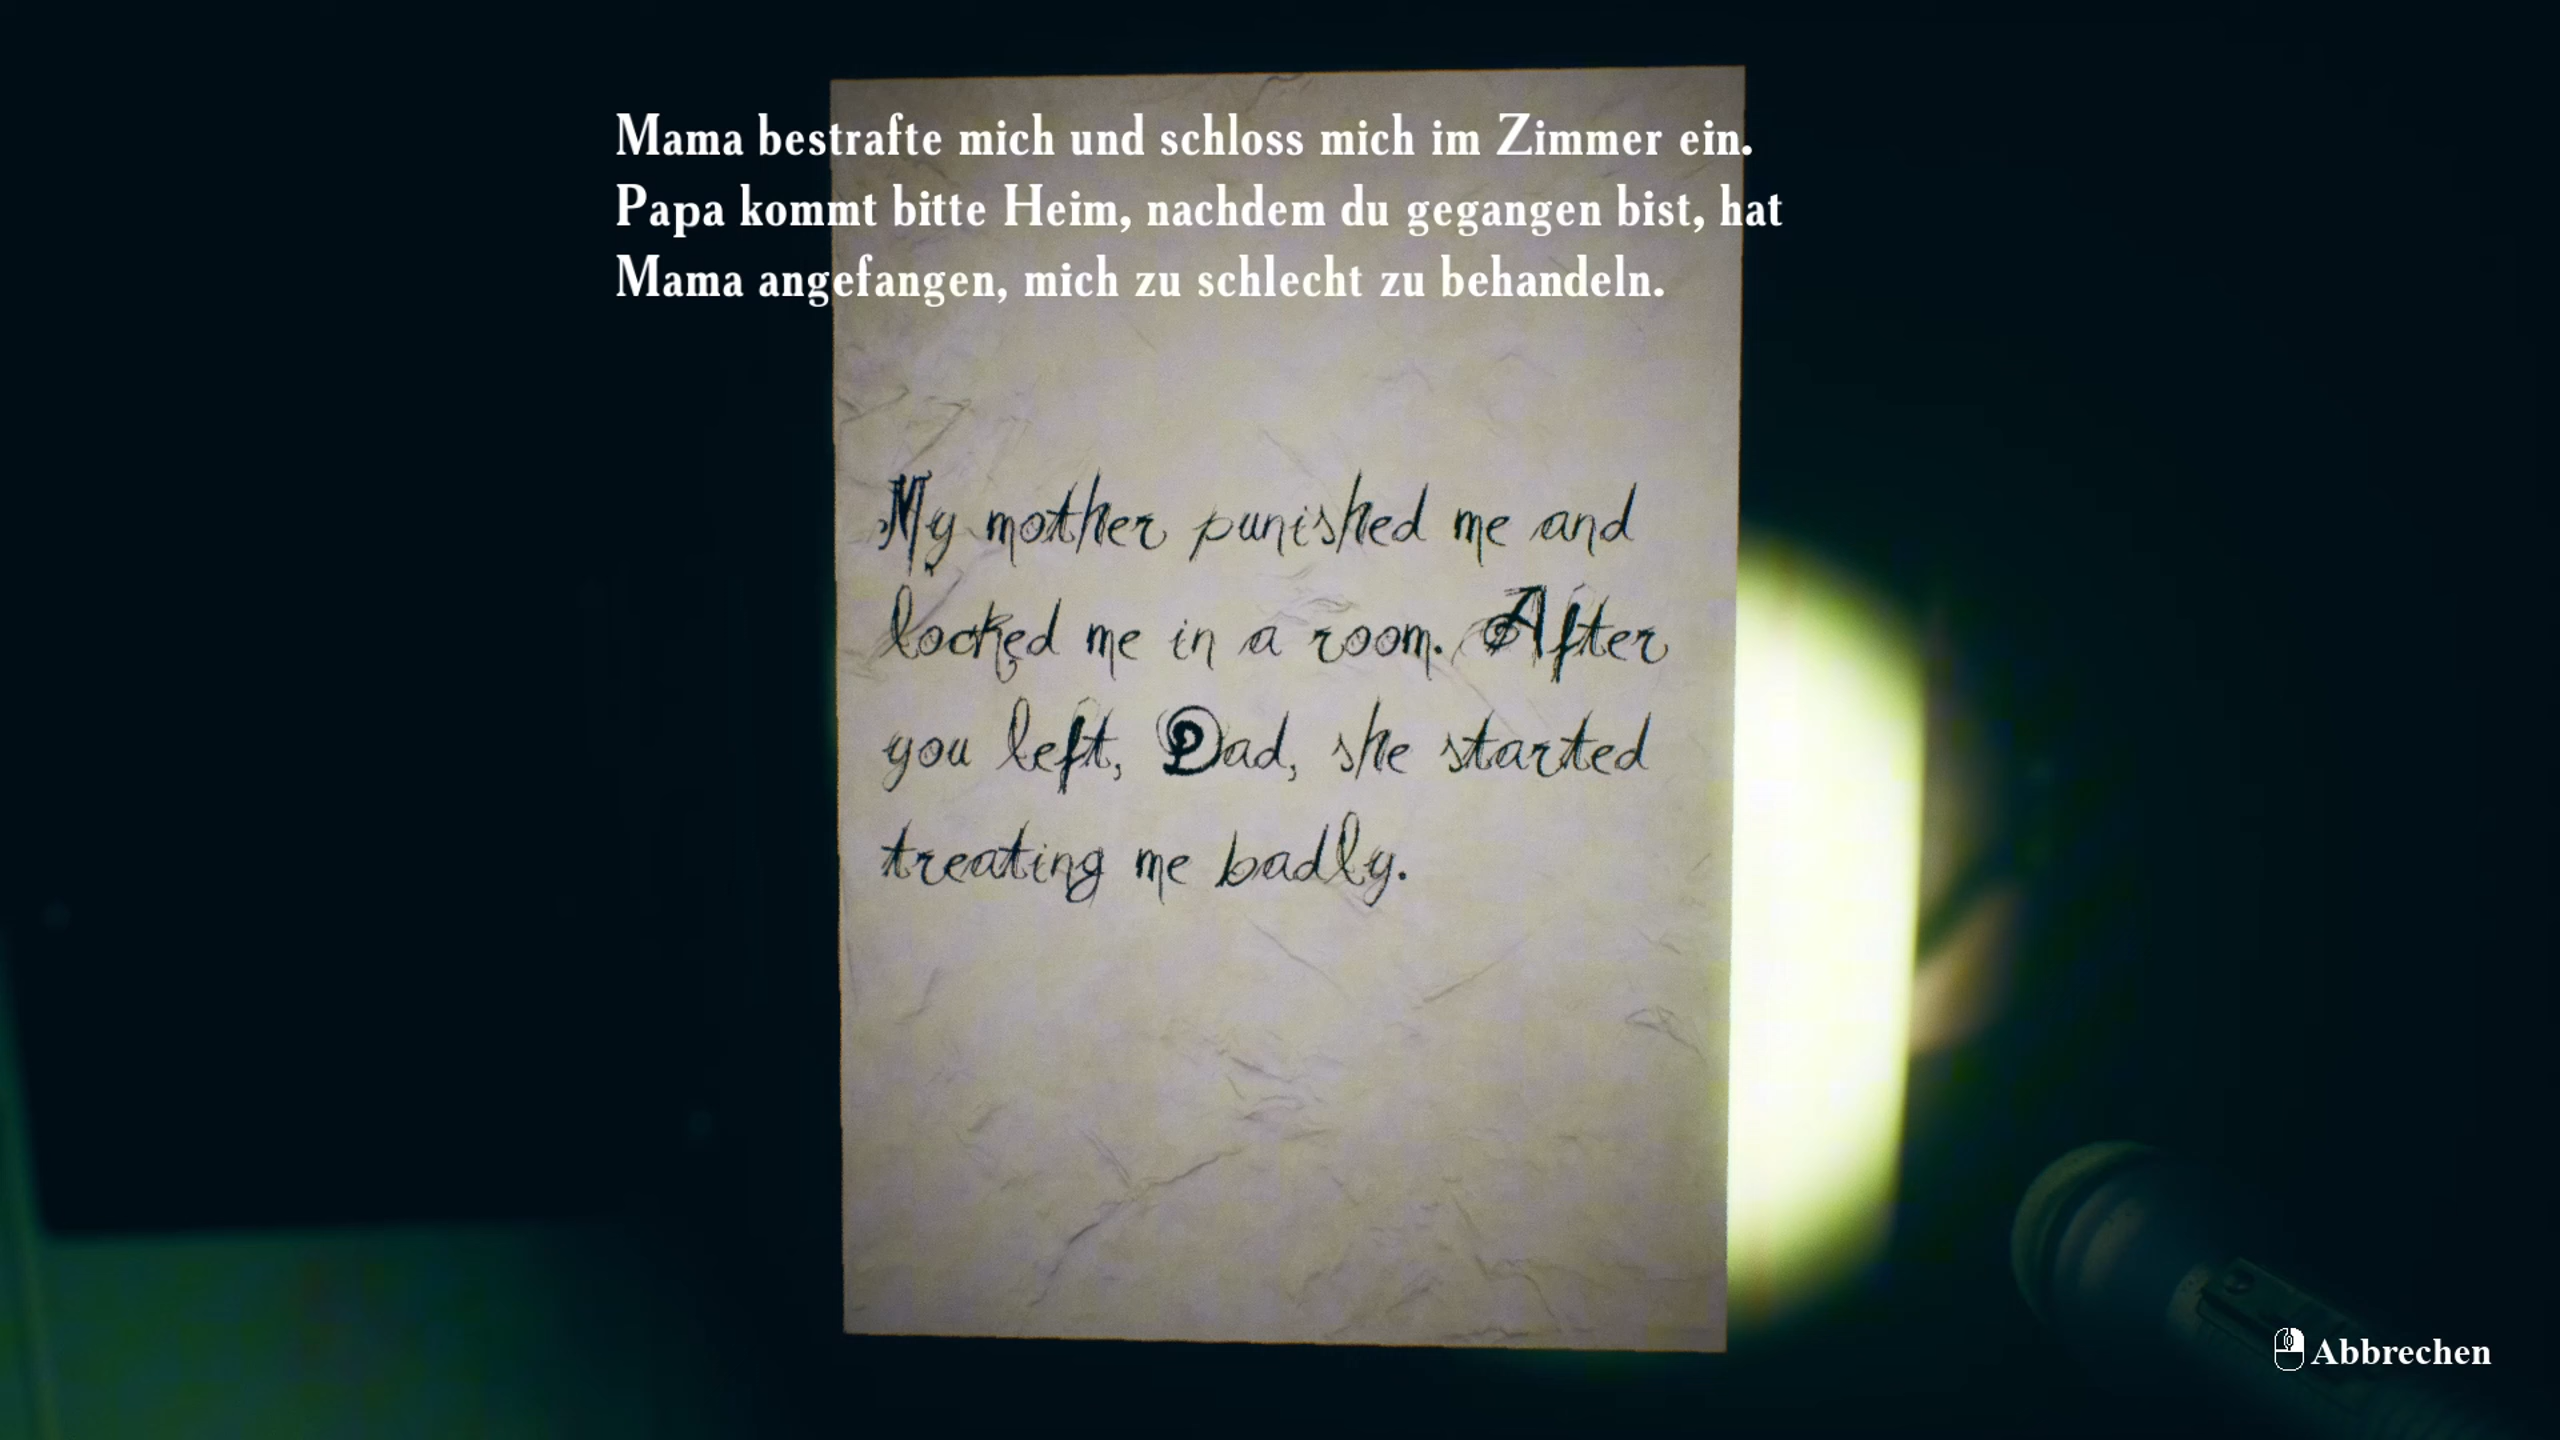 Mama bestrafte mich und schloss mich im Zimmer ein.
Papa kommt bitte Heim, nachdem du gegangen bist, hat
Mama angefangen, mich zu schlecht zu behandeln.
My mother punished me and
locked me in a room. After
you left, Dad, she started
treating me badly.
Abbrechen